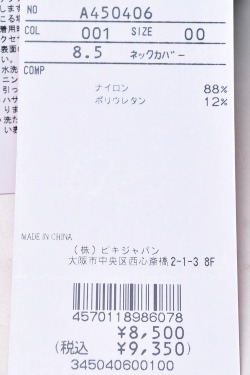 NO A450406
COL 001 SIZE 00
8.5 ネックカバー
COMP
ナイロン 88%
ポリウレタン 12%
MADE IN CHINA
(株)ピキジャパン
大阪市中央区西心斎橋2-1-3 8F
4570118986078
¥8,500
(税込 ¥9,350)
345040600100